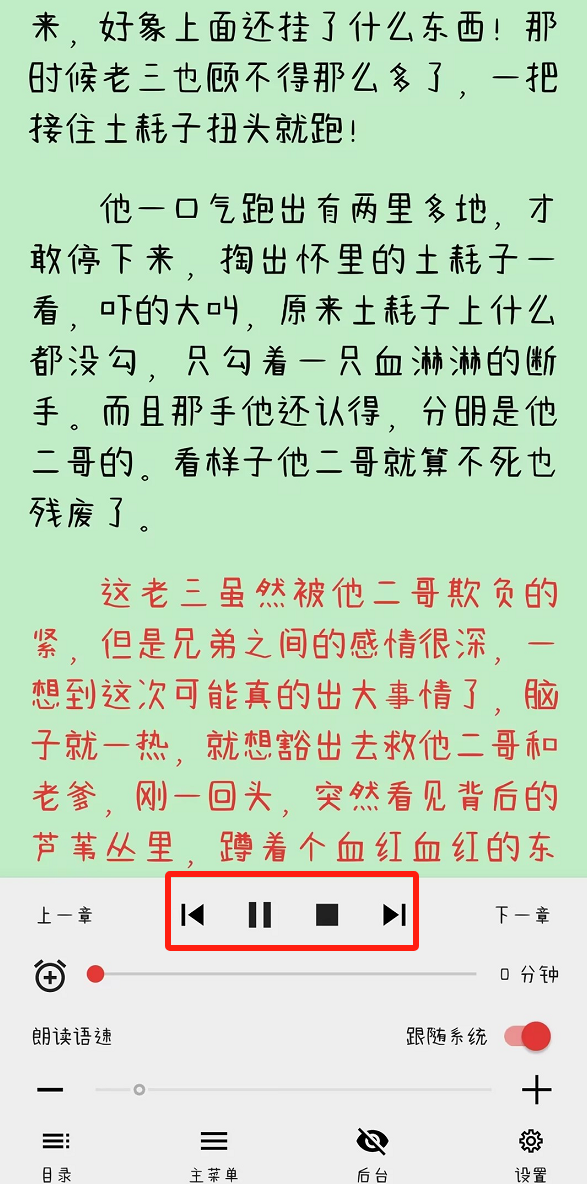 来，好象上面还挂了什么东西！那
时候老三也顾不得那么多了，一把
接住土耗子扭头就跑！
他一口气跑出有两里多地，才
敢停下来，掏出怀里的土耗子一
看，吓的大叫，原来土耗子上什么
都没勾，只勾着一只血淋淋的断
手。而且那手他还认得，分明是他
二哥的。看样子他二哥就算不死也
残废了。
这老三虽然被他二哥欺负的
紧，但是兄弟之间的感情很深，一
想到这次可能真的出大事情了，脑
子就一热，就想豁出去救他二哥和
老爹，刚一回头，突然看见背后的
芦苇丛里，蹲着个血红血红的东
上一章 下一章
0 分钟
朗读语速 跟随系统
目录 主菜单 后台 设置